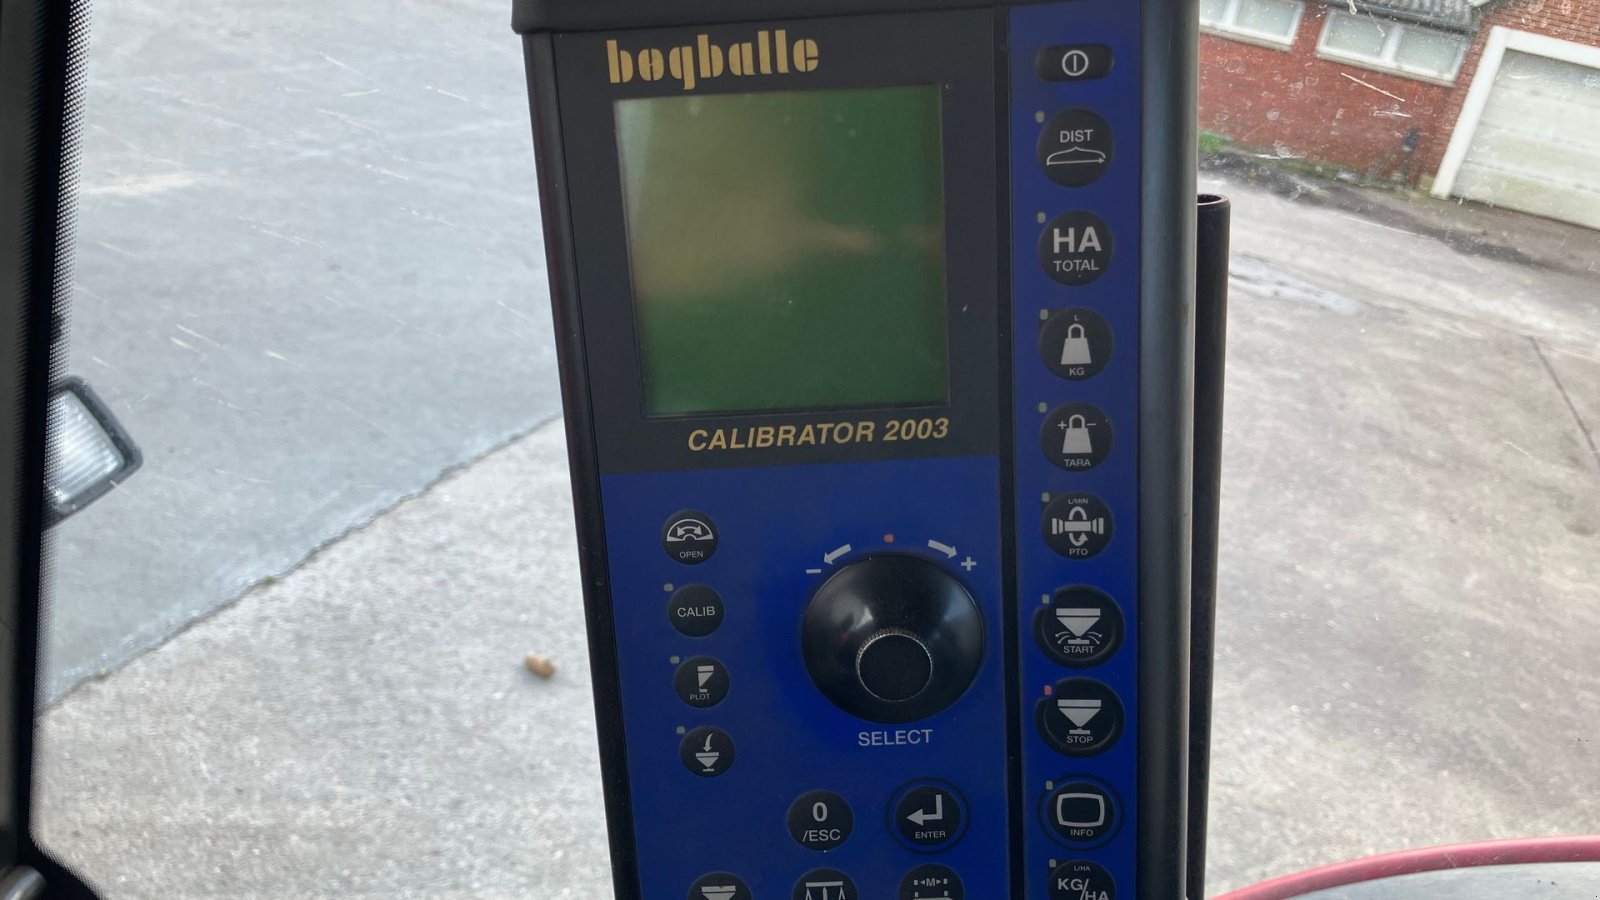 bogballe
CALIBRATOR 2003
OPEN
CALIB
PLOT
- +
SELECT
0
/ESC
ENTER
M
DIST
HA
TOTAL
L
KG
+ -
TARA
L/MIN
PTO
START
STOP
INFO
L/HA
KG/
HA